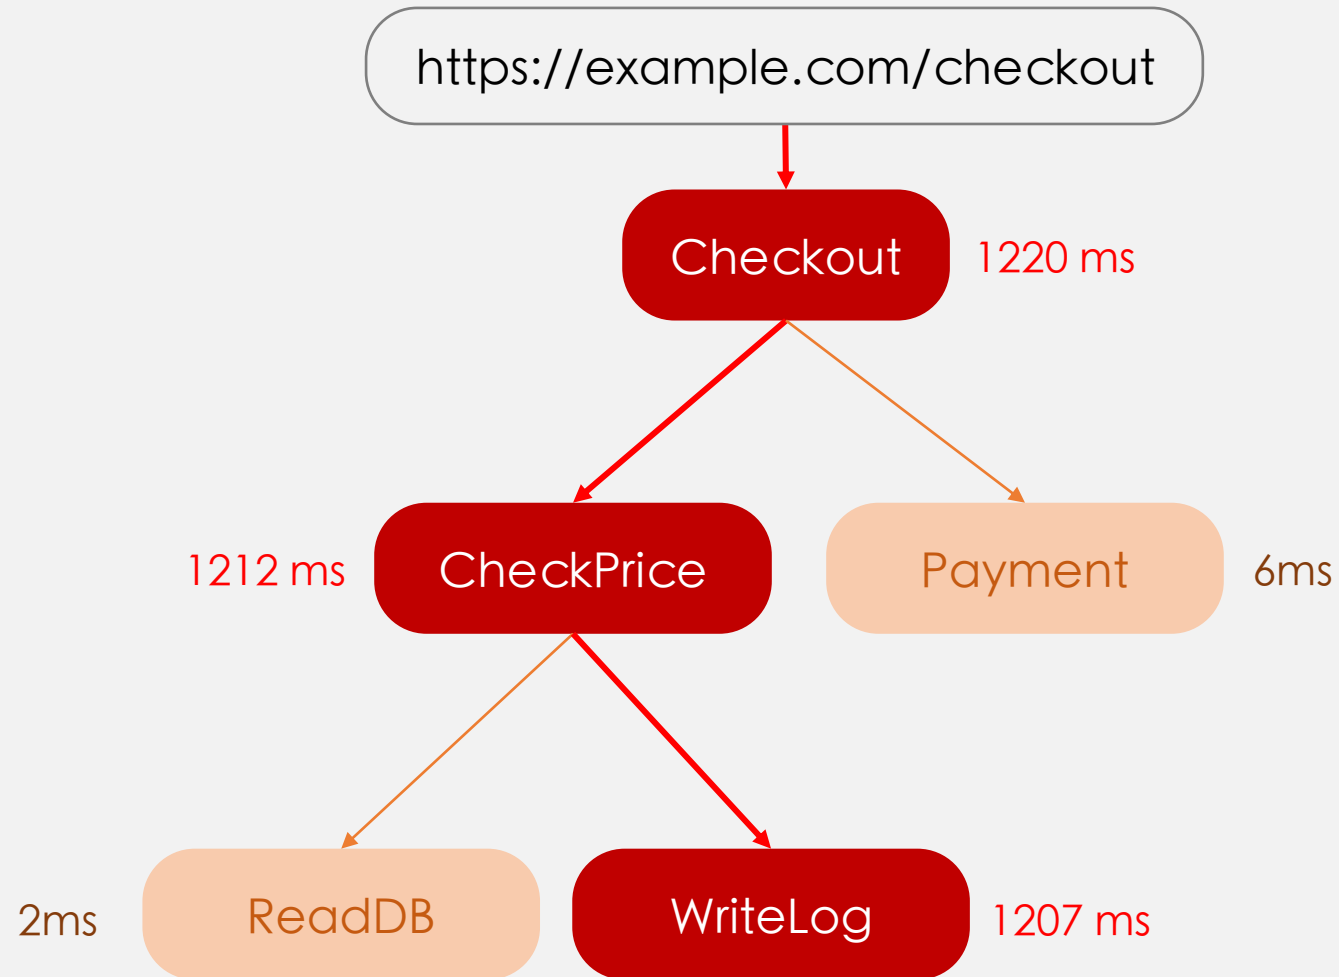 https://example.com/checkout
Checkout
1220 ms
1212 ms
CheckPrice
Payment
6ms
2ms
ReadDB
WriteLog
1207 ms